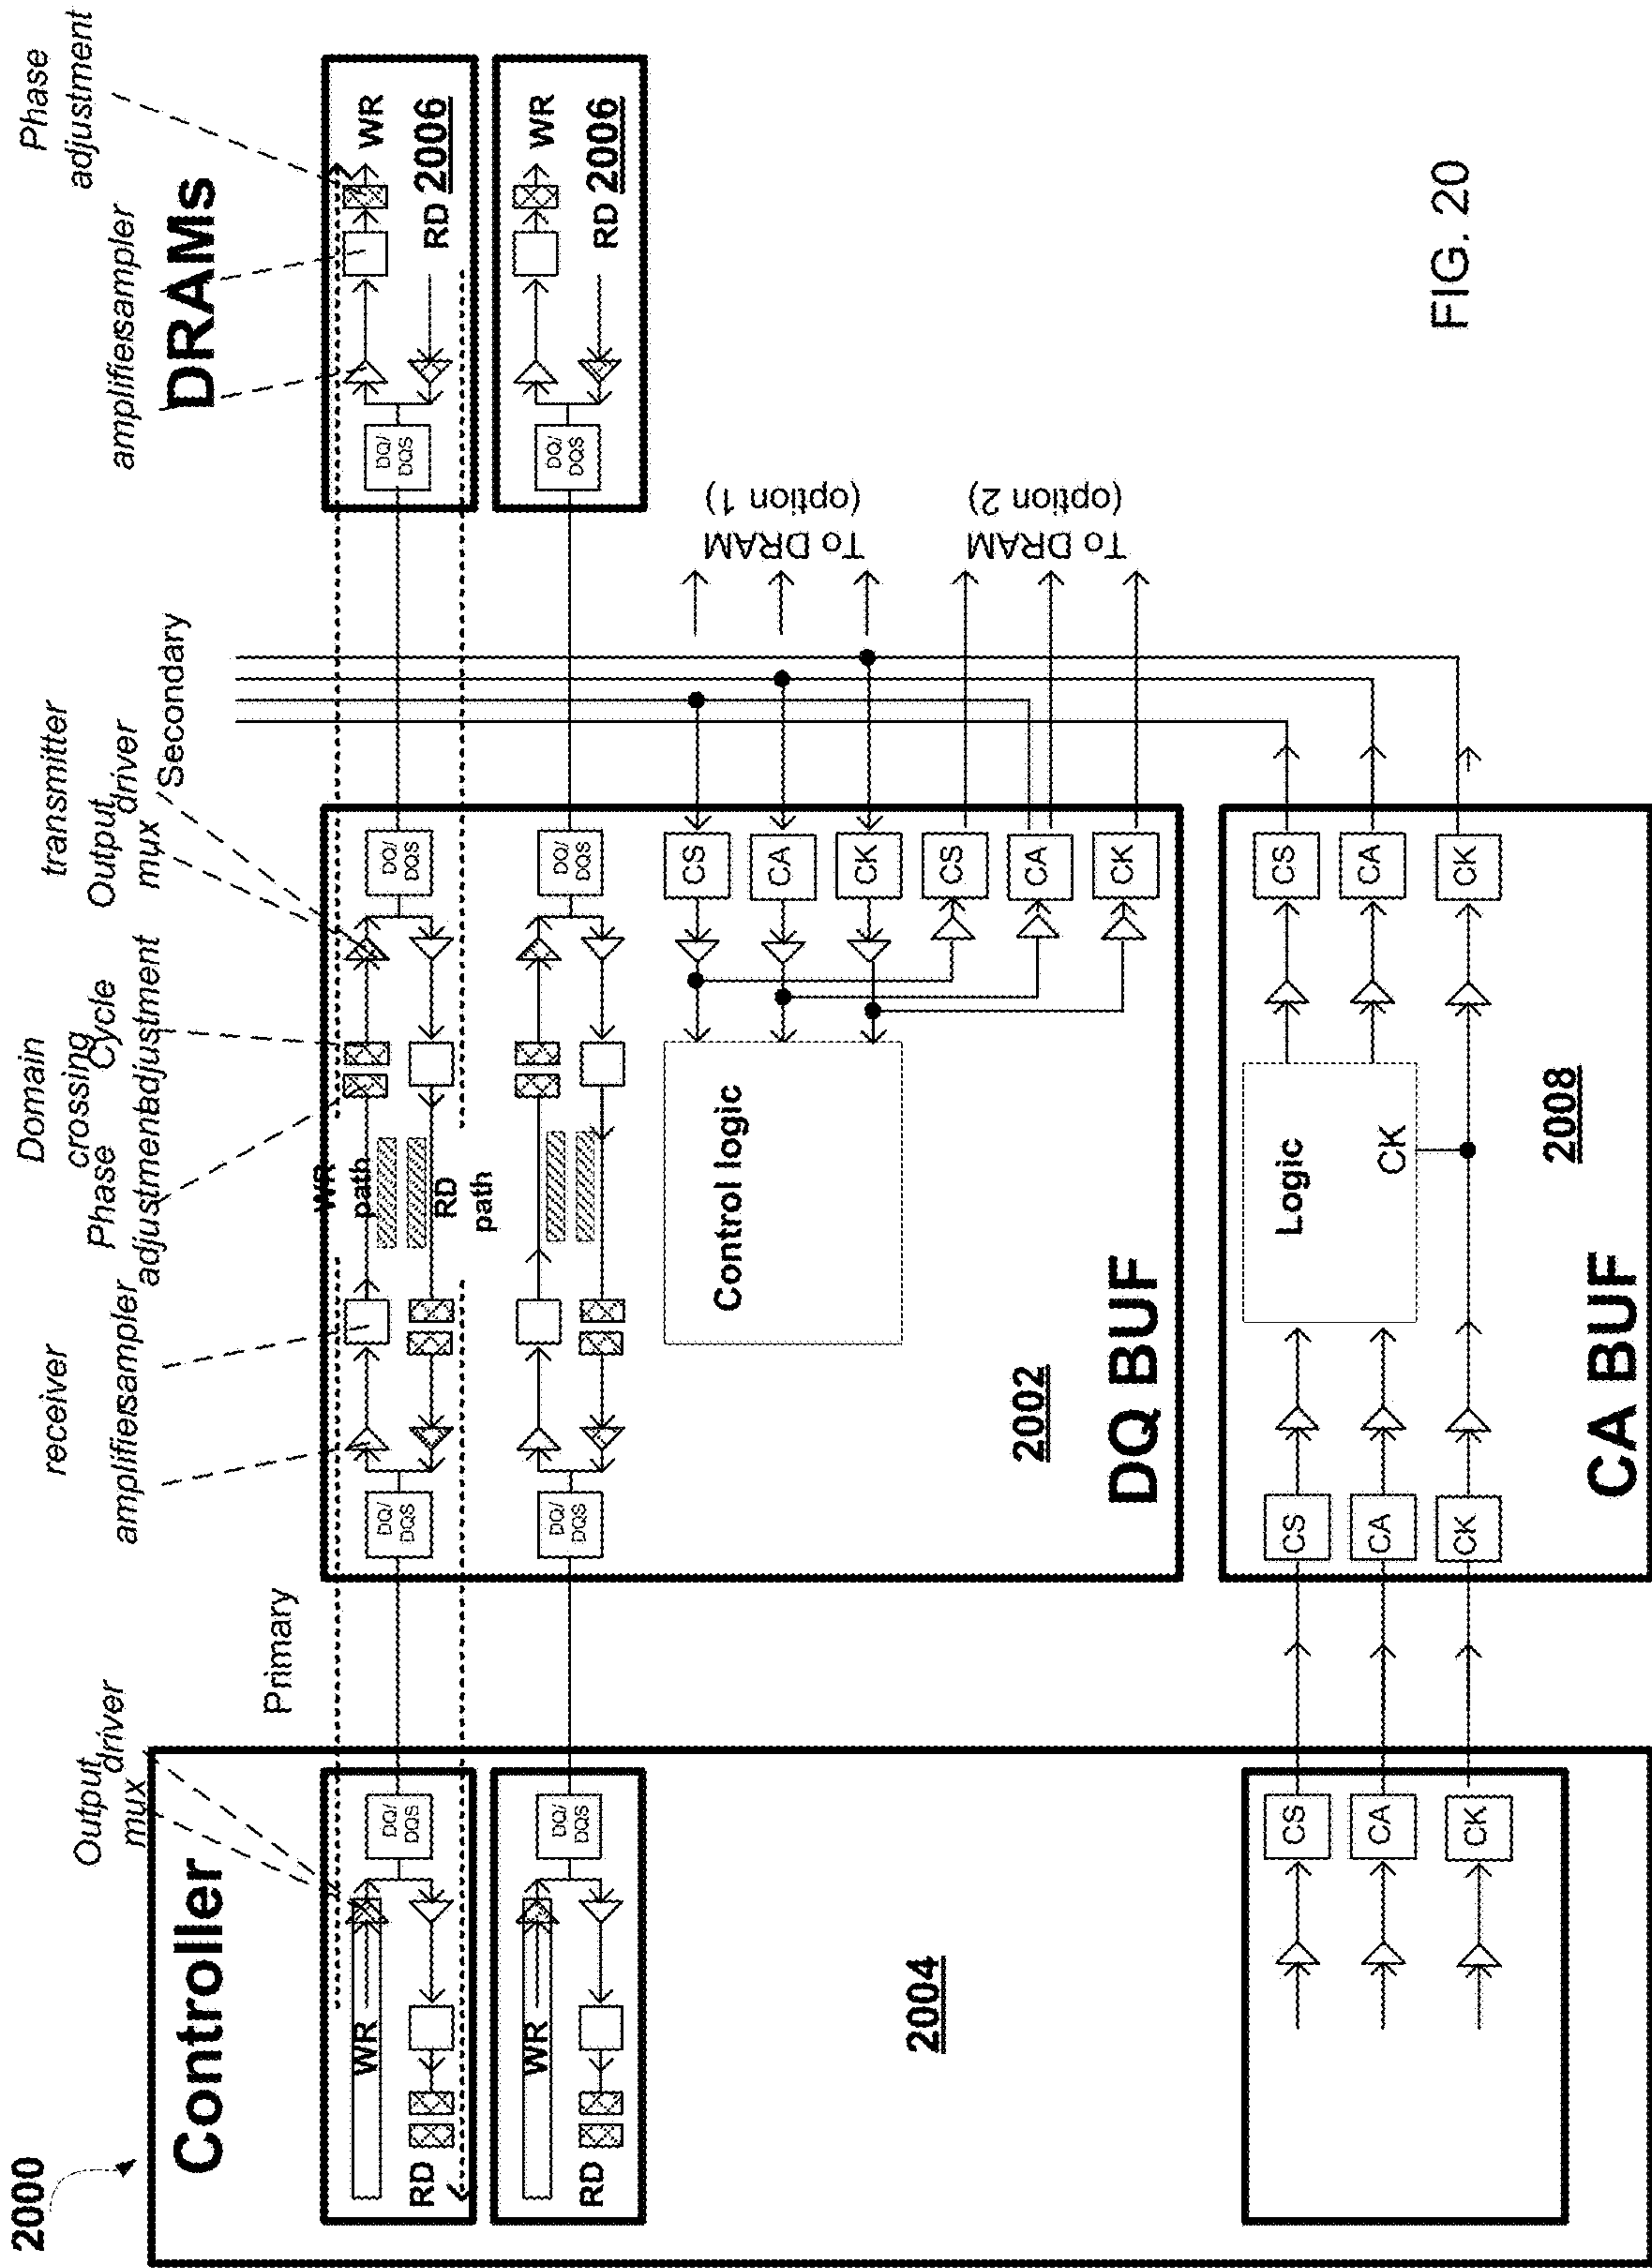 2000
Controller
Output
driver
mux
WR
RD
DQ/
DQS
WR
RD
DQ/
DQS
2004
CS
CA
CK
Primary
receiver
amplifier
sampler
Domain
crossing
Phase
adjustment
Cycle
adjustment
transmitter
Output
driver
mux
Secondary
DQ/
DQS
WR
path
RD
path
DQ/
DQS
DQ/
DQS
DQ/
DQS
Control logic
CS
CA
CK
CS
CA
CK
2002
DQ BUF
CS
CA
CK
Logic
CK
CS
CA
CK
2008
CA BUF
To DRAM
(option 1)
To DRAM
(option 2)
Phase
adjustment
amplifier
sampler
DRAMs
DQ/
DQS
WR
RD
2006
DQ/
DQS
WR
RD
2006
FIG. 20